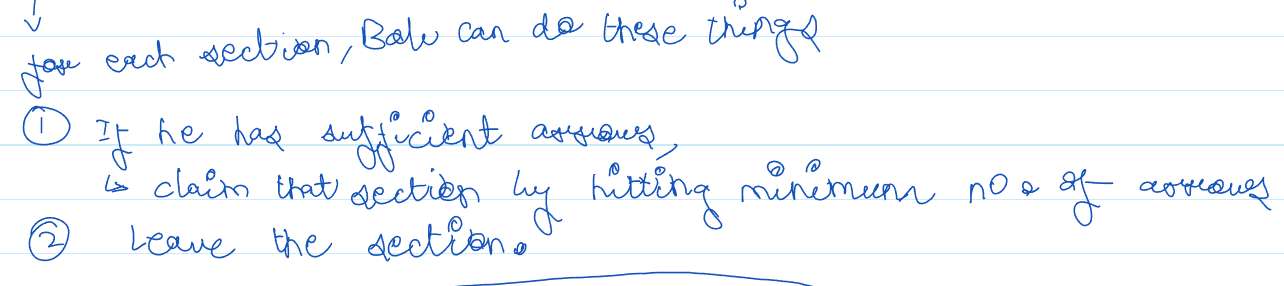 for each section, Bob can do these things
① If he has sufficient arrows,
↳ claim that section by hitting minimum no. of arrows
② Leave the section.